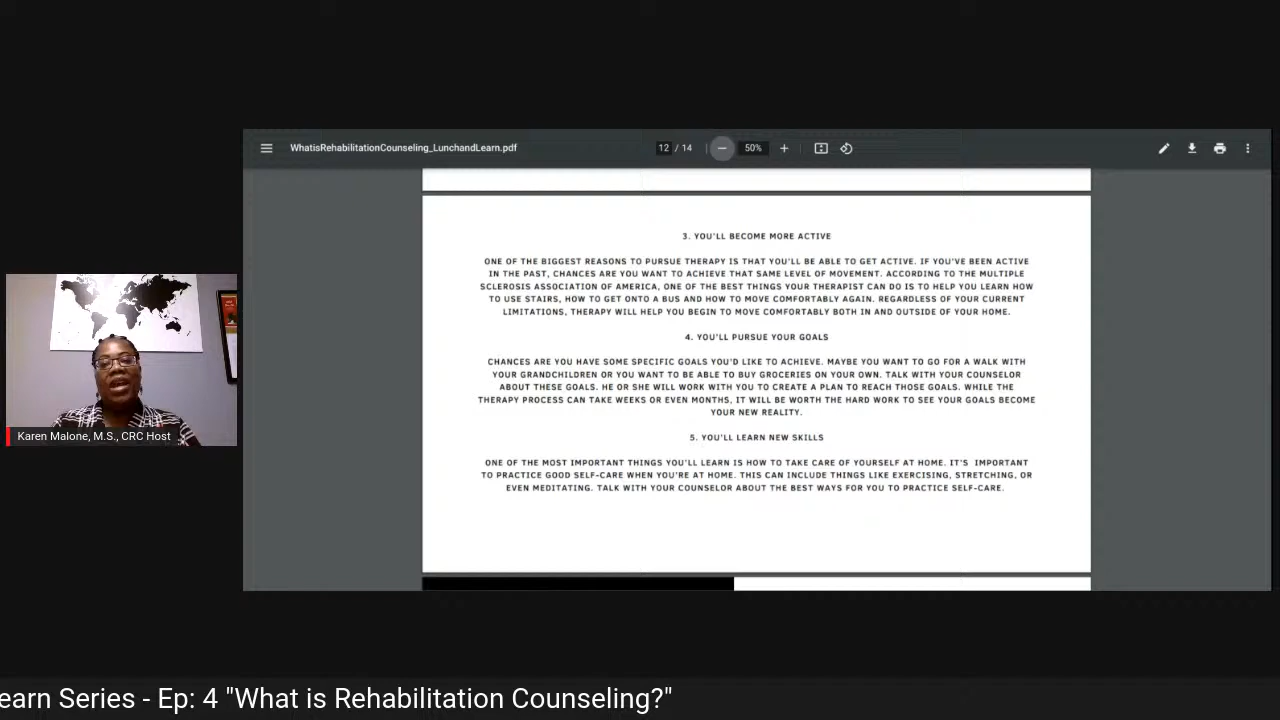 WhatisRehabilitationCounseling_LunchandLearn.pdf
12 / 14
50%
3. YOU'LL BECOME MORE ACTIVE
ONE OF THE BIGGEST REASONS TO PURSUE THERAPY IS THAT YOU'LL BE ABLE TO GET ACTIVE. IF YOU'VE BEEN ACTIVE
IN THE PAST, CHANCES ARE YOU WANT TO ACHIEVE THAT SAME LEVEL OF MOVEMENT. ACCORDING TO THE MULTIPLE
SCLEROSIS ASSOCIATION OF AMERICA, ONE OF THE BEST THINGS YOUR THERAPIST CAN DO IS TO HELP YOU LEARN HOW
TO USE STAIRS, HOW TO GET ONTO A BUS AND HOW TO MOVE COMFORTABLY AGAIN. REGARDLESS OF YOUR CURRENT
LIMITATIONS, THERAPY WILL HELP YOU BEGIN TO MOVE COMFORTABLY BOTH IN AND OUTSIDE OF YOUR HOME.
4. YOU'LL PURSUE YOUR GOALS
CHANCES ARE YOU HAVE SOME SPECIFIC GOALS YOU'D LIKE TO ACHIEVE. MAYBE YOU WANT TO GO FOR A WALK WITH
YOUR GRANDCHILDREN OR YOU WANT TO BE ABLE TO BUY GROCERIES ON YOUR OWN. TALK WITH YOUR COUNSELOR
ABOUT THESE GOALS. HE OR SHE WILL WORK WITH YOU TO CREATE A PLAN TO REACH THOSE GOALS. WHILE THE
THERAPY PROCESS CAN TAKE WEEKS OR EVEN MONTHS, IT WILL BE WORTH THE HARD WORK TO SEE YOUR GOALS BECOME
YOUR NEW REALITY.
5. YOU'LL LEARN NEW SKILLS
ONE OF THE MOST IMPORTANT THINGS YOU'LL LEARN IS HOW TO TAKE CARE OF YOURSELF AT HOME. IT'S IMPORTANT
TO PRACTICE GOOD SELF-CARE WHEN YOU'RE AT HOME. THIS CAN INCLUDE THINGS LIKE EXERCISING, STRETCHING, OR
EVEN MEDITATING. TALK WITH YOUR COUNSELOR ABOUT THE BEST WAYS FOR YOU TO PRACTICE SELF-CARE.
Karen Malone, M.S., CRC Host
earn Series - Ep: 4 "What is Rehabilitation Counseling?"